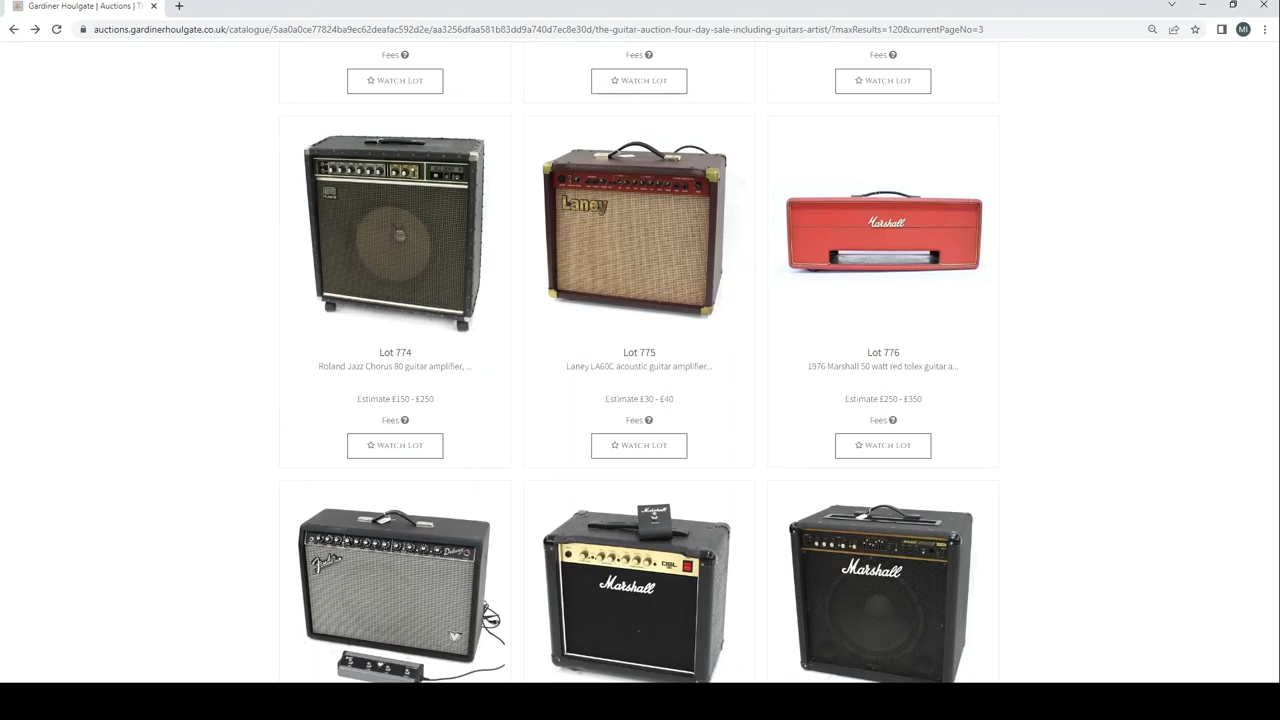 Gardiner Houlgate | Auctions | T
auctions.gardinerhoulgate.co.uk/catalogue/5aa0a0ce77824ba9ec62deafac592d2e/aa3256dfaa581b83dd9a740d7ec8e30d/the-guitar-auction-four-day-sale-including-guitars-artist/?maxResults=120&currentPageNo=3
MI
Fees Fees Fees
WATCH LOT WATCH LOT WATCH LOT
Laney
Marshall
Lot 774 Lot 775 Lot 776
Roland Jazz Chorus 80 guitar amplifier, ... Laney LA60C acoustic guitar amplifier... 1976 Marshall 50 watt red tolex guitar a...
Estimate £150 - £250 Estimate £30 - £40 Estimate £250 - £350
Fees Fees Fees
WATCH LOT WATCH LOT WATCH LOT
Marshall
Fender Deluxe
DSL
Marshall
Marshall